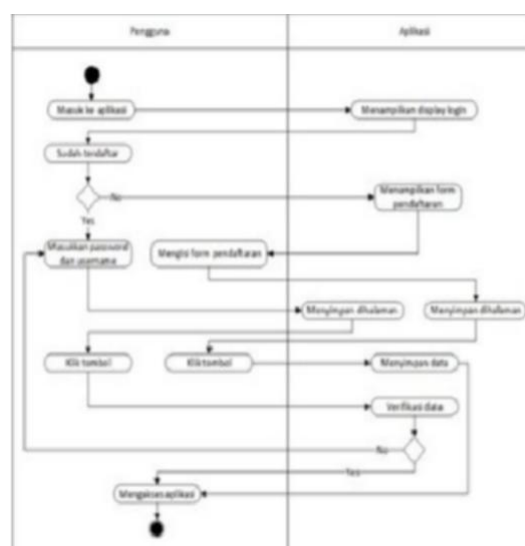 Pengguna
Aplikasi
Masuk ke aplikasi
Menampilkan display login
Sudah terdaftar
No
Menampilkan form
pendaftaran
Yes
Masukkan password
dan username
Mengisi form pendaftaran
Menyimpan dihalaman
Menyimpan dihalaman
Klik tombol
Klik tombol
Menyimpan data
Verifikasi data
No
Yes
Mengakses aplikasi